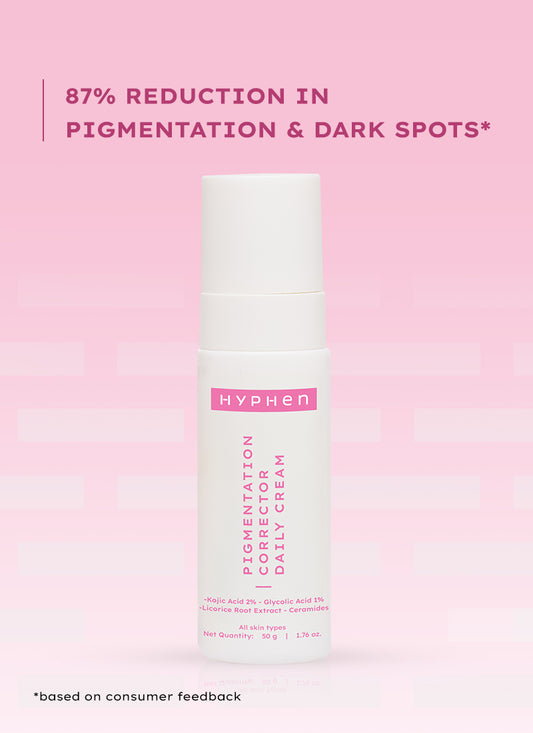 87% REDUCTION IN
PIGMENTATION & DARK SPOTS*
HYPHEN
PIGMENTATION
CORRECTOR
DAILY CREAM
-Kojic Acid 2% - Glycolic Acid 1%
-Licorice Root Extract - Ceramides
All skin types
Net Quantity: 50 g | 1.76 oz.
*based on consumer feedback